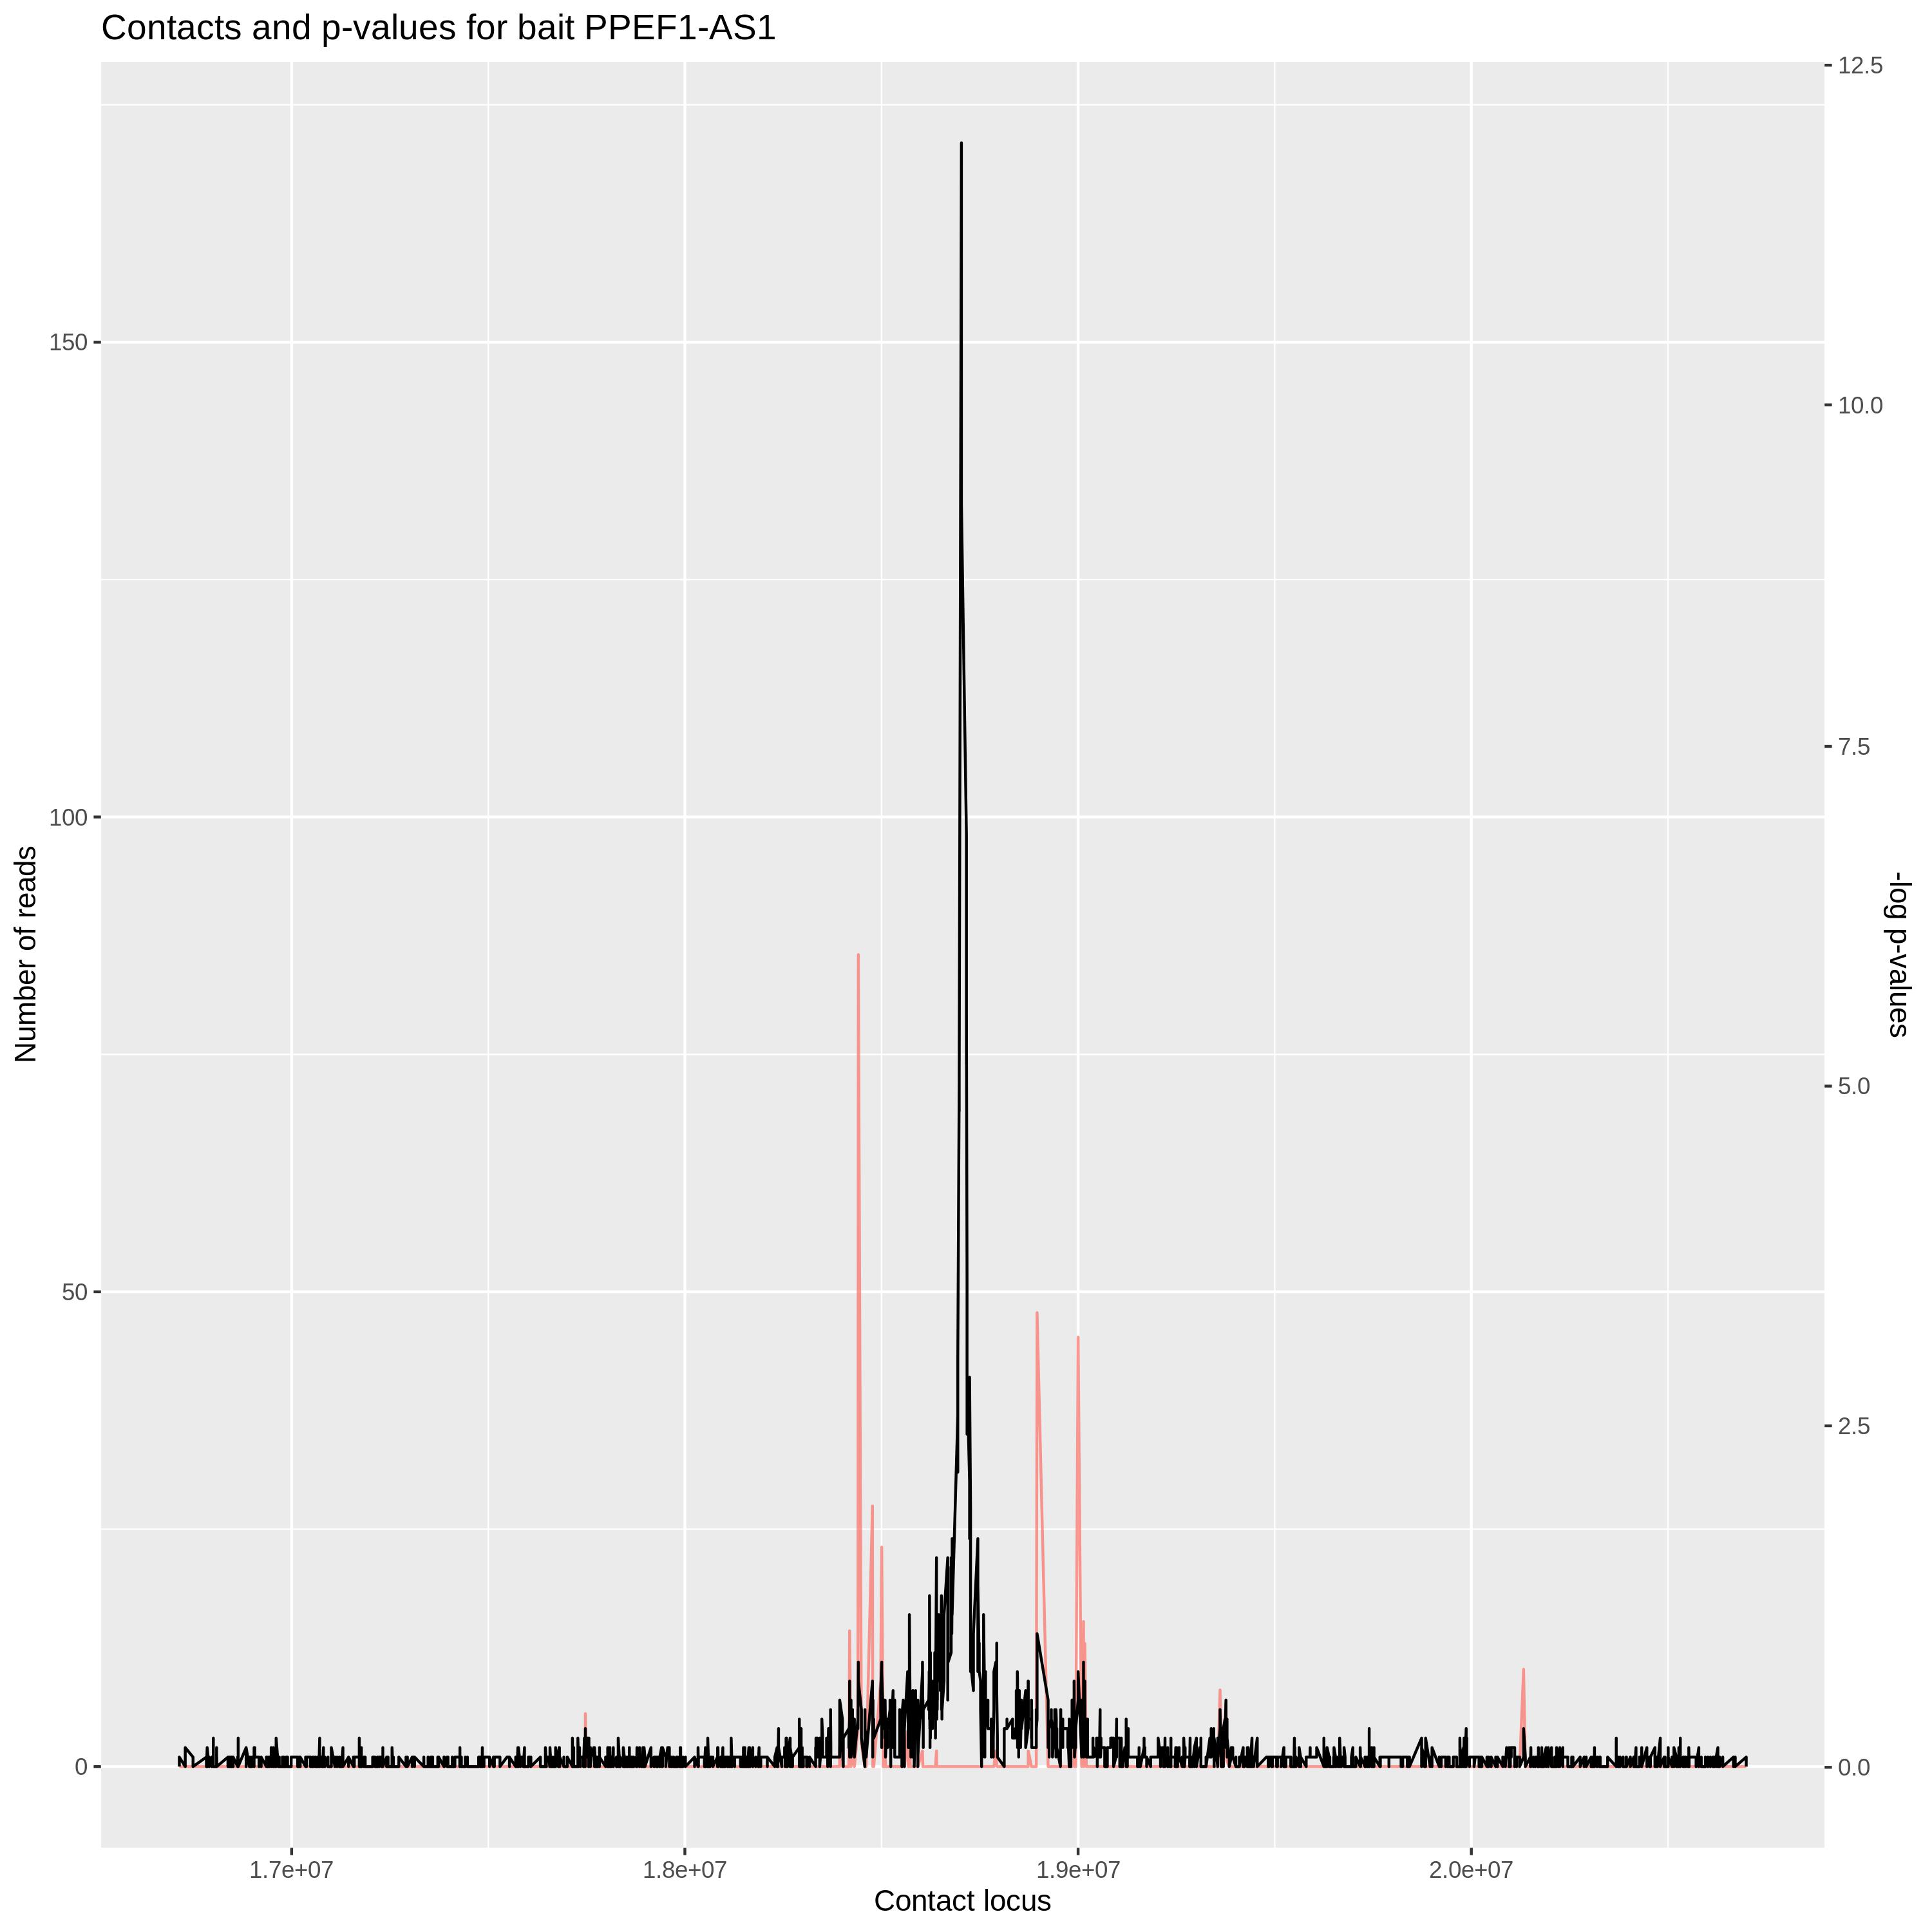 Contacts and p-values for bait PPEF1-AS1
12.5
150
10.0
7.5
100
Number of reads
-log p-values
5.0
50
2.5
0
0.0
1.7e+07
1.8e+07
1.9e+07
2.0e+07
Contact locus